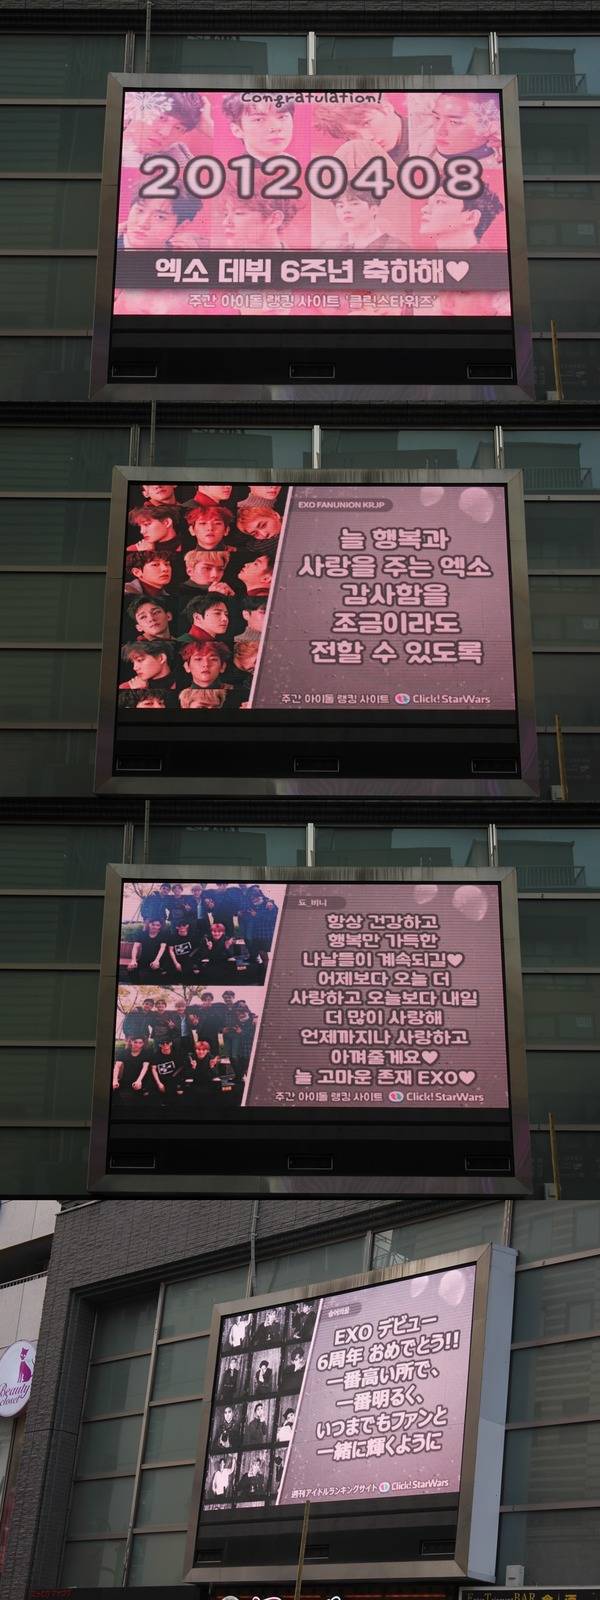 Congratulation!
20120408
엑소 데뷔 6주년 축하해♥
주간 아이돌 랭킹 사이트 '클릭스타워즈'
EXO FANUNION KRJP
늘 행복과
사랑을 주는 엑소
감사함을
조금이라도
전할 수 있도록
주간 아이돌 랭킹 사이트 Click! StarWars
됴_비니
항상 건강하고
행복만 가득한
나날들이 계속되길♥
어제보다 오늘 더
사랑하고 오늘보다 내일
더 많이 사랑해
언제까지나 사랑하고
아껴줄게요♥
늘 고마운 존재 EXO♥
주간 아이돌 랭킹 사이트 Click! StarWars
EXO デビュー
6周年 おめでとう!!
一番高い所で、
一番明るく、
いつまでもファンと
一緒に輝くように
週刊アイドルランキングサイト Click! StarWars
Beauty
closet